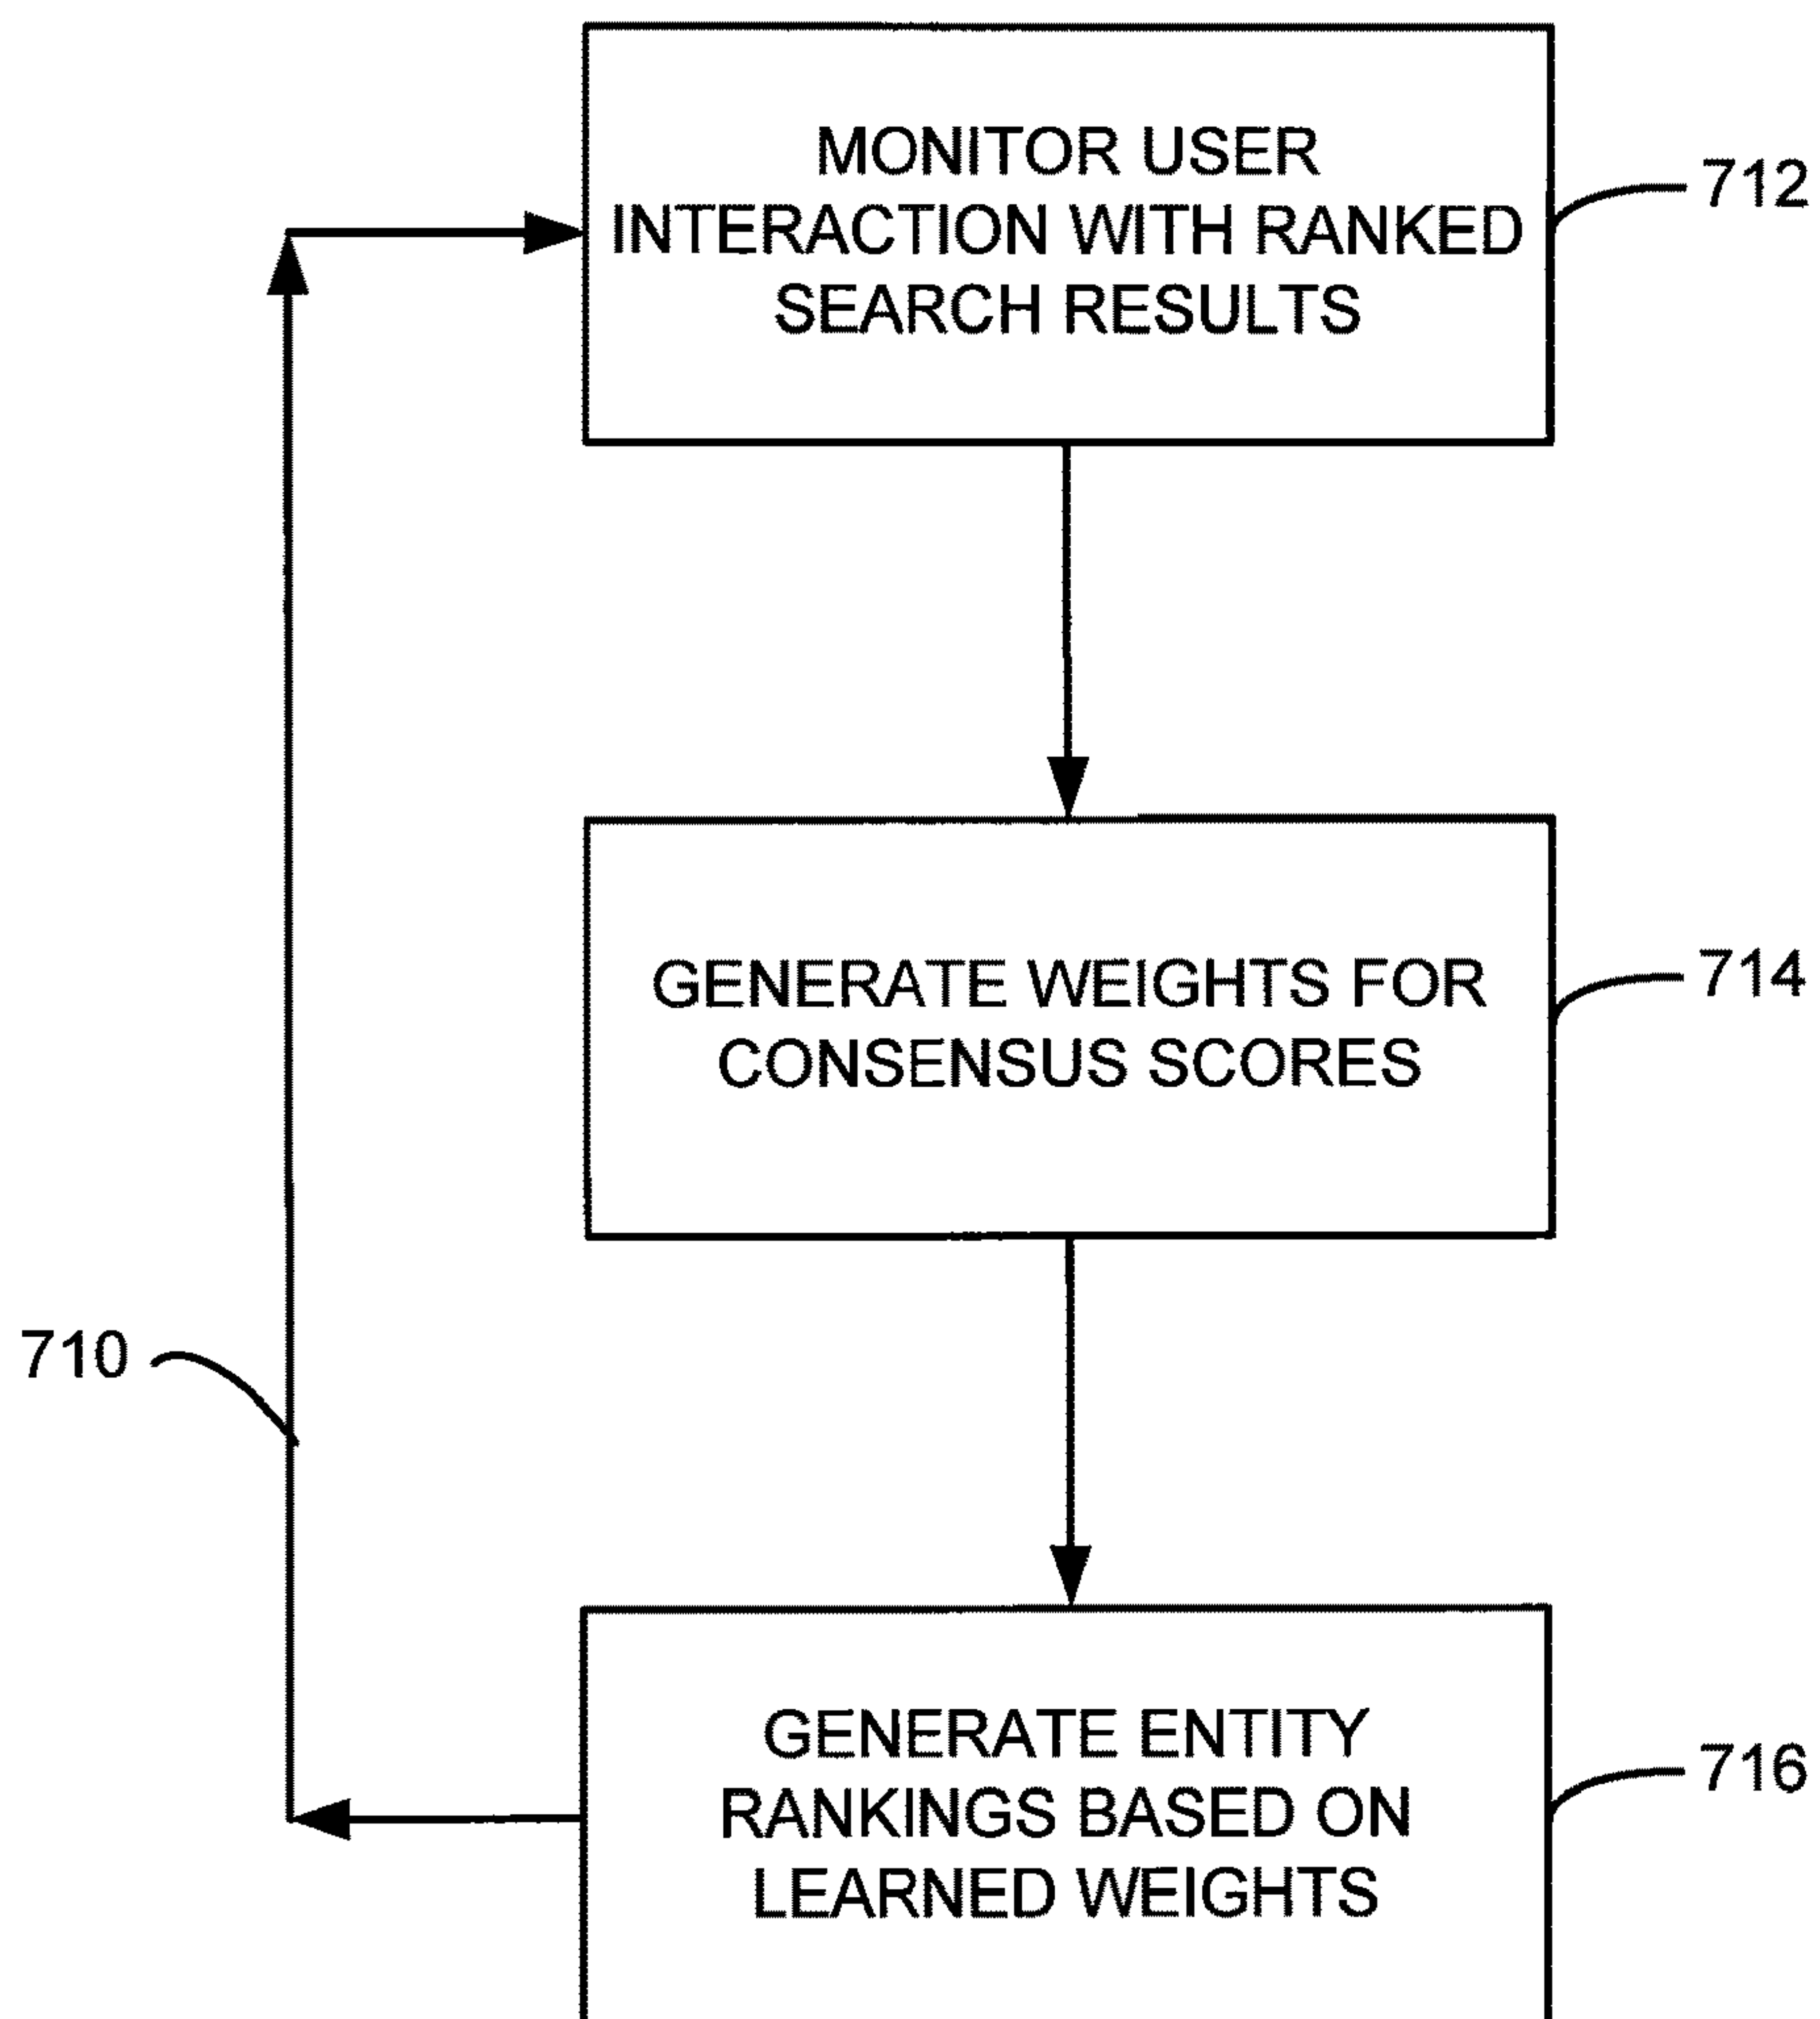 MONITOR USER
INTERACTION WITH RANKED
SEARCH RESULTS
712
GENERATE WEIGHTS FOR
CONSENSUS SCORES
714
710
GENERATE ENTITY
RANKINGS BASED ON
LEARNED WEIGHTS
716